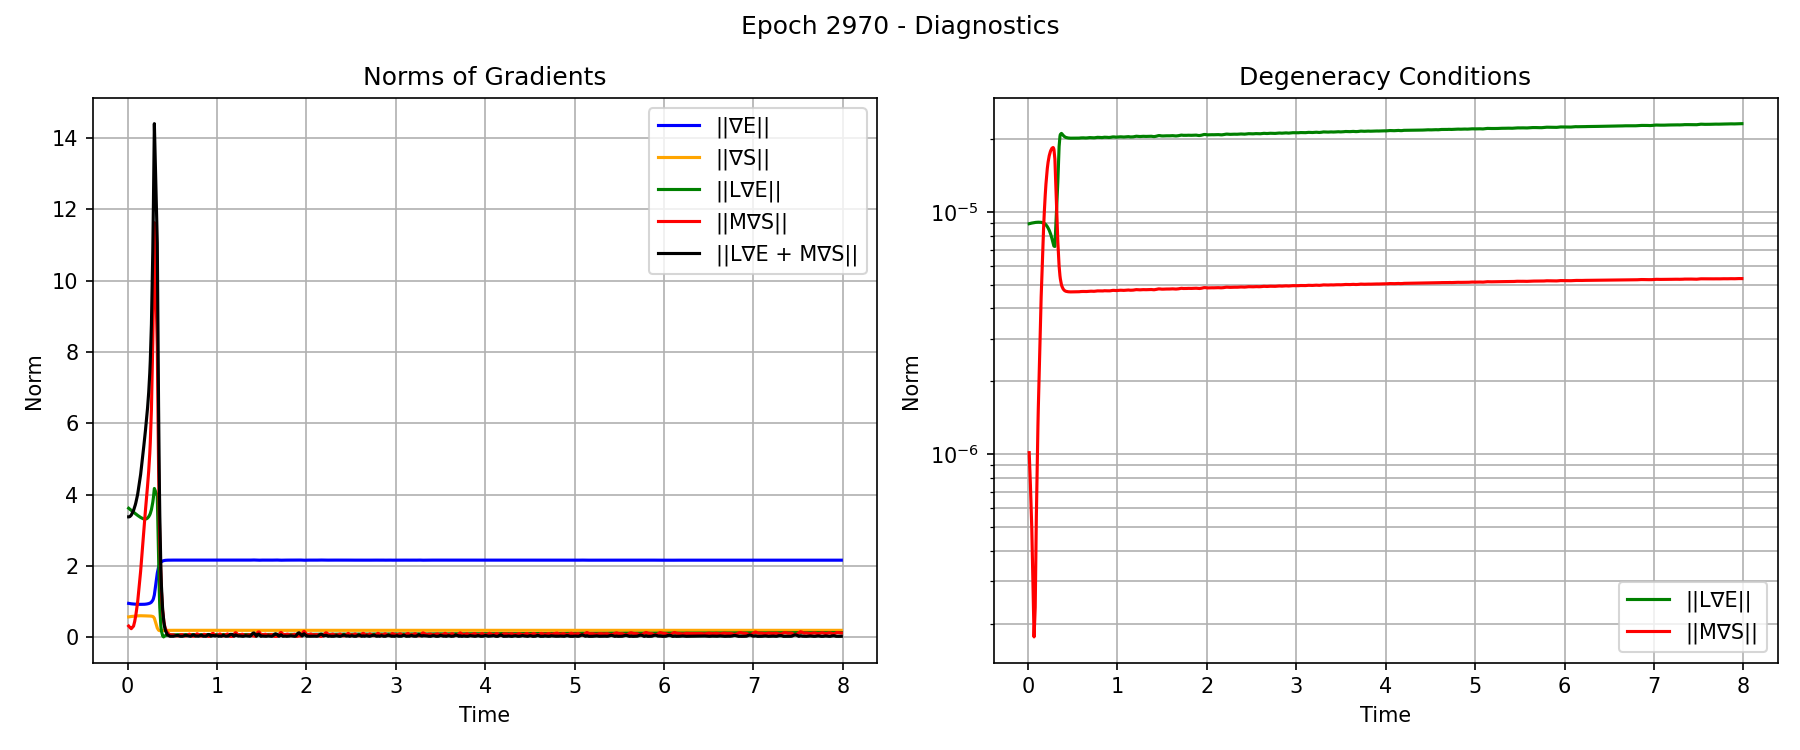 Epoch 2970 - Diagnostics
Norms of Gradients
Norm
14
12
10
8
6
4
2
0
0 1 2 3 4 5 6 7 8
Time
||∇E||
||∇S||
||L∇E||
||M∇S||
||L∇E + M∇S||
Degeneracy Conditions
Norm
10⁻⁵
10⁻⁶
0 1 2 3 4 5 6 7 8
Time
||L∇E||
||M∇S||